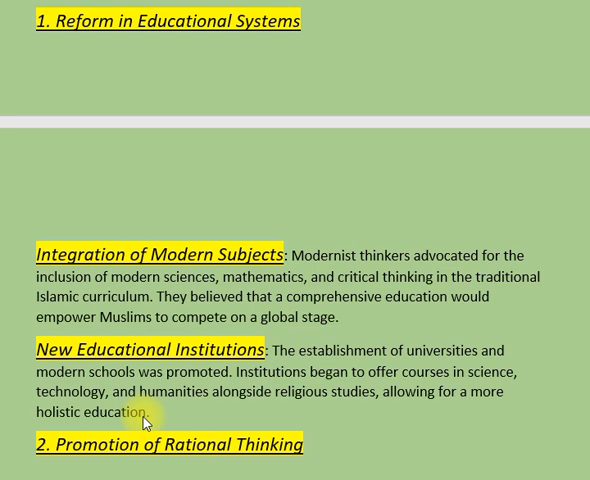 1. Reform in Educational Systems
Integration of Modern Subjects: Modernist thinkers advocated for the
inclusion of modern sciences, mathematics, and critical thinking in the traditional
Islamic curriculum. They believed that a comprehensive education would
empower Muslims to compete on a global stage.
New Educational Institutions: The establishment of universities and
modern schools was promoted. Institutions began to offer courses in science,
technology, and humanities alongside religious studies, allowing for a more
holistic education.
2. Promotion of Rational Thinking